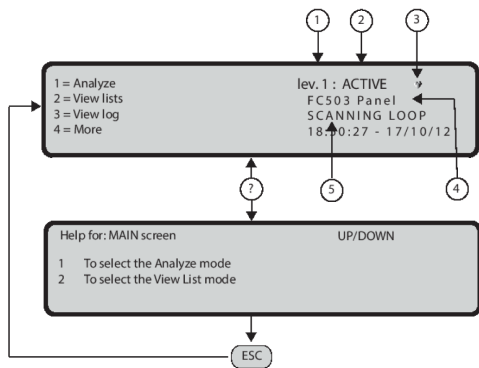 1 2 3
1 = Analyze lev. 1 : ACTIVE
2 = View lists FC503 Panel
3 = View log SCANNING LOOP
4 = More 18:00:27 - 17/10/12
? 5 4
Help for: MAIN screen UP/DOWN
1 To select the Analyze mode
2 To select the View List mode
ESC